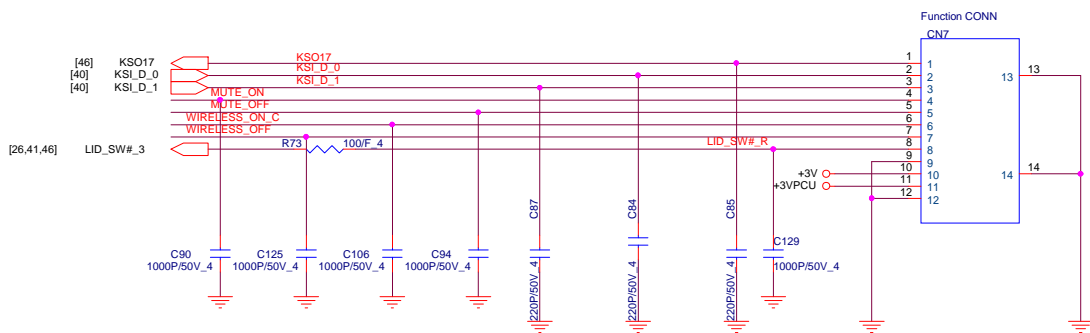 Function CONN
CN7
[46] KSO17 KSO17 1 1
[40] KSI_D_0 KSI_D_0 2 2
[40] KSI_D_1 KSI_D_1 3 3
MUTE_ON 4 4
MUTE_OFF 5 5
WIRELESS_ON_C 6 6
WIRELESS_OFF 7 7
[26,41,46] LID_SW#_3 R73 100/F_4 LID_SW#_R 8 8
9 9
+3V 10 10
+3VPCU 11 11
12 12
13 13
14 14
C87
C84
C85
C90
1000P/50V_4
C125
1000P/50V_4
C106
1000P/50V_4
C94
1000P/50V_4
C129
1000P/50V_4
220P/50V_4
220P/50V_4
220P/50V_4